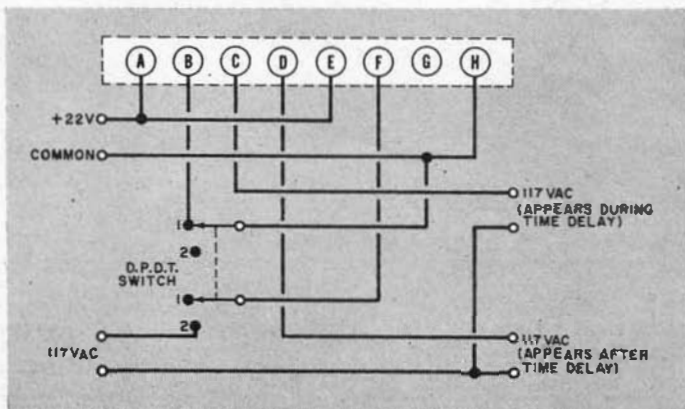 A B C D E F G H
+22V
COMMON
117 VAC
(APPEARS DURING
TIME DELAY)
1
2
D.P.D.T.
SWITCH
1
2
117VAC
117 VAC
(APPEARS AFTER
TIME DELAY)